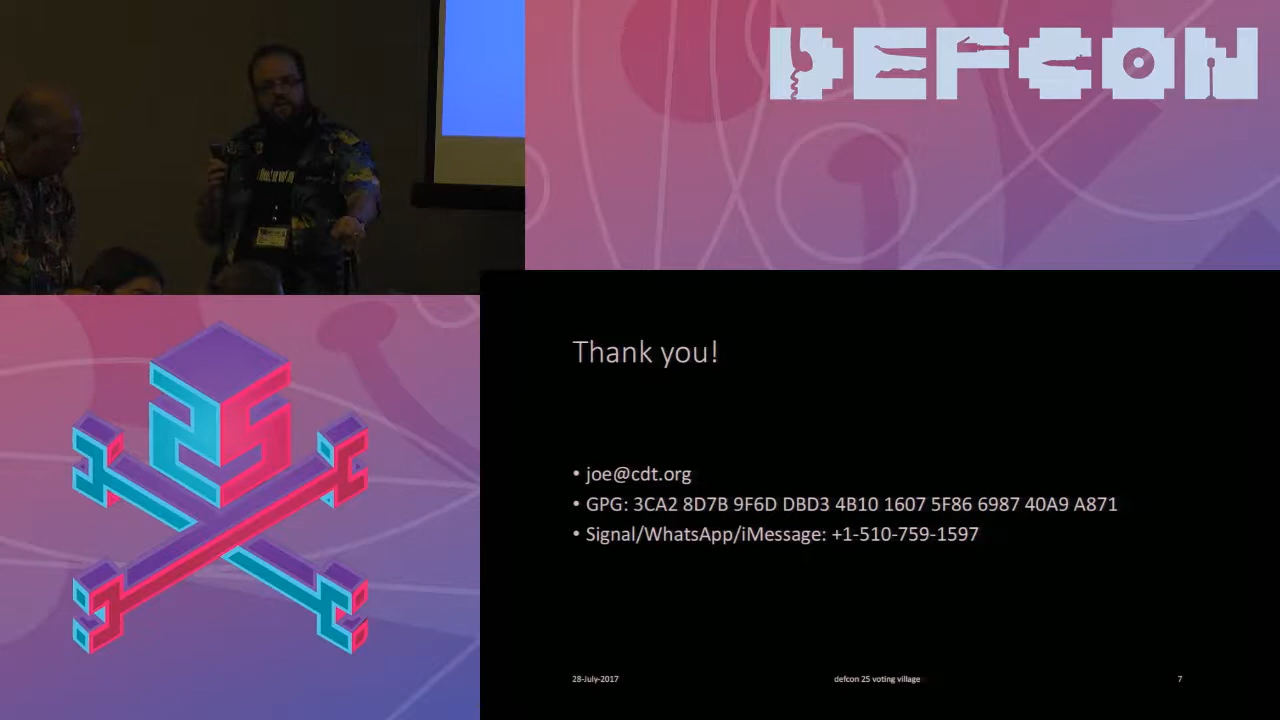 DEFCON
Thank you!
• joe@cdt.org
• GPG: 3CA2 8D7B 9F6D DBD3 4B10 1607 5F86 6987 40A9 A871
• Signal/WhatsApp/iMessage: +1-510-759-1597
28-July-2017 defcon 25 voting village 7